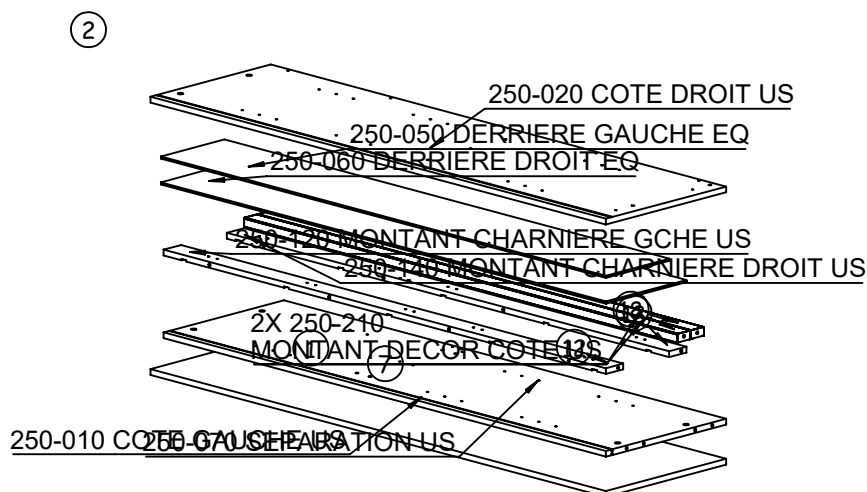 2
250-020 COTE DROIT US
250-050 DERRIERE GAUCHE EQ
250-060 DERRIERE DROIT EQ
250-120 MONTANT CHARNIERE GCHE US
250-140 MONTANT CHARNIERE DROIT US
2X 250-210
MONTANT DECOR COTE US
1
7
250-010 COTE GAUCHE US
250-070 SEPARATION US